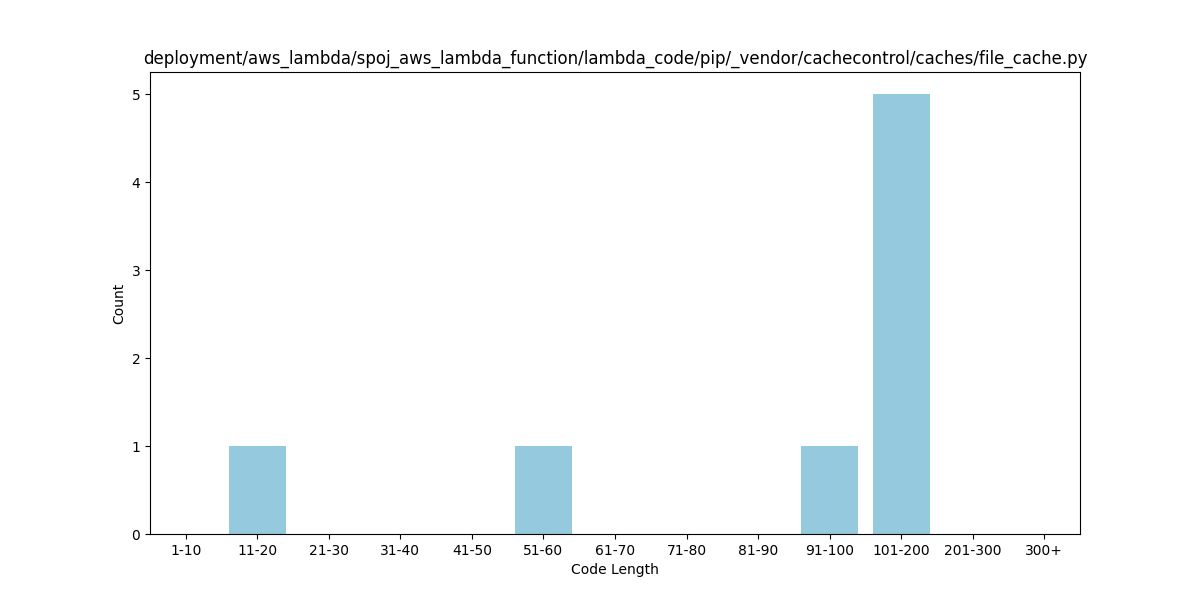 deployment/aws_lambda/spoj_aws_lambda_function/lambda_code/pip/_vendor/cachecontrol/caches/file_cache.py
5
4
3
2
1
0
Count
1-10 11-20 21-30 31-40 41-50 51-60 61-70 71-80 81-90 91-100 101-200 201-300 300+
Code Length